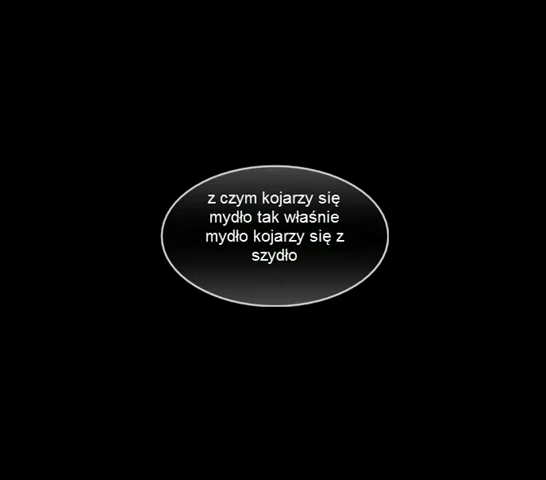 z czym kojarzy się
mydło tak właśnie
mydło kojarzy się z
szydło